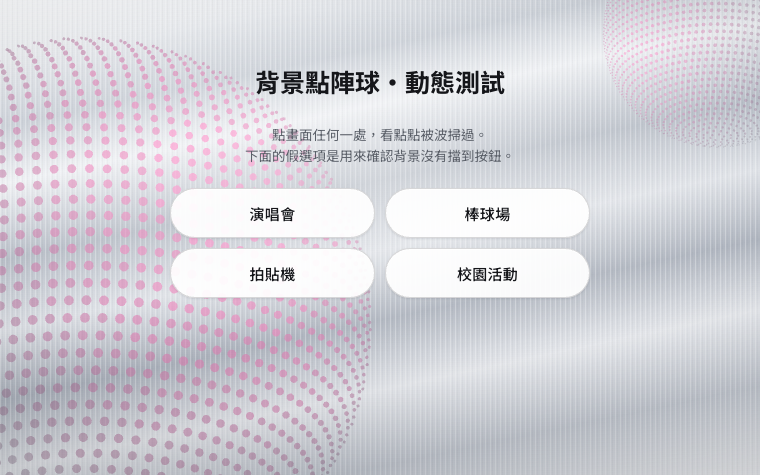 背景點陣球・動態測試
點畫面任何一處，看點點被波掃過。
下面的假選項是用來確認背景沒有擋到按鈕。
演唱會
棒球場
拍貼機
校園活動